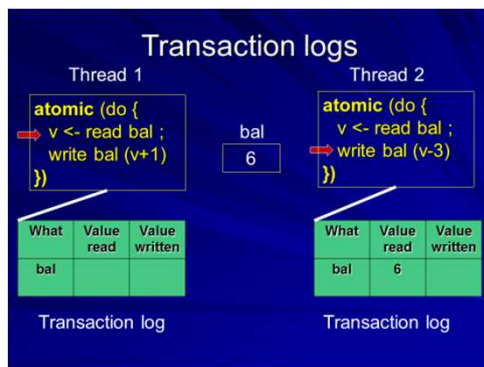 Transaction logs
Thread 1
atomic (do {
v <- read bal ;
write bal (v+1)
})
bal
6
Thread 2
atomic (do {
v <- read bal ;
write bal (v-3)
})
What Value read Value written
bal
Transaction log
What Value read Value written
bal 6
Transaction log